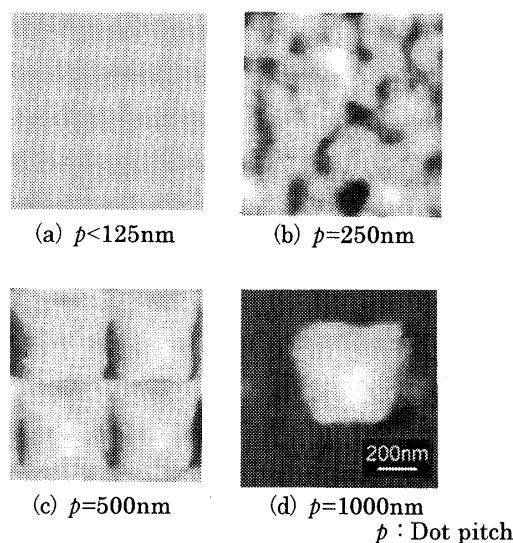 (a) p<125nm
(b) p=250nm
(c) p=500nm
200nm
(d) p=1000nm
p : Dot pitch